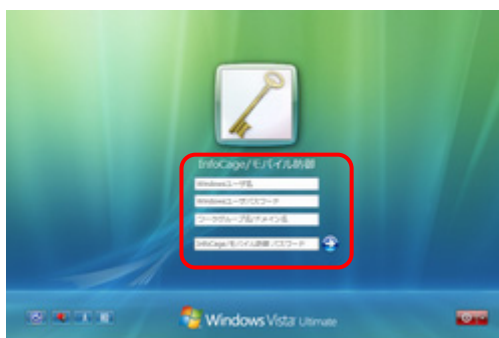 InfoCage/モバイル防御
Windowsユーザ名
Windowsユーザパスワード
ワークグループ名/ドメイン名
InfoCage/モバイル防御 パスワード
Windows Vista Ultimate